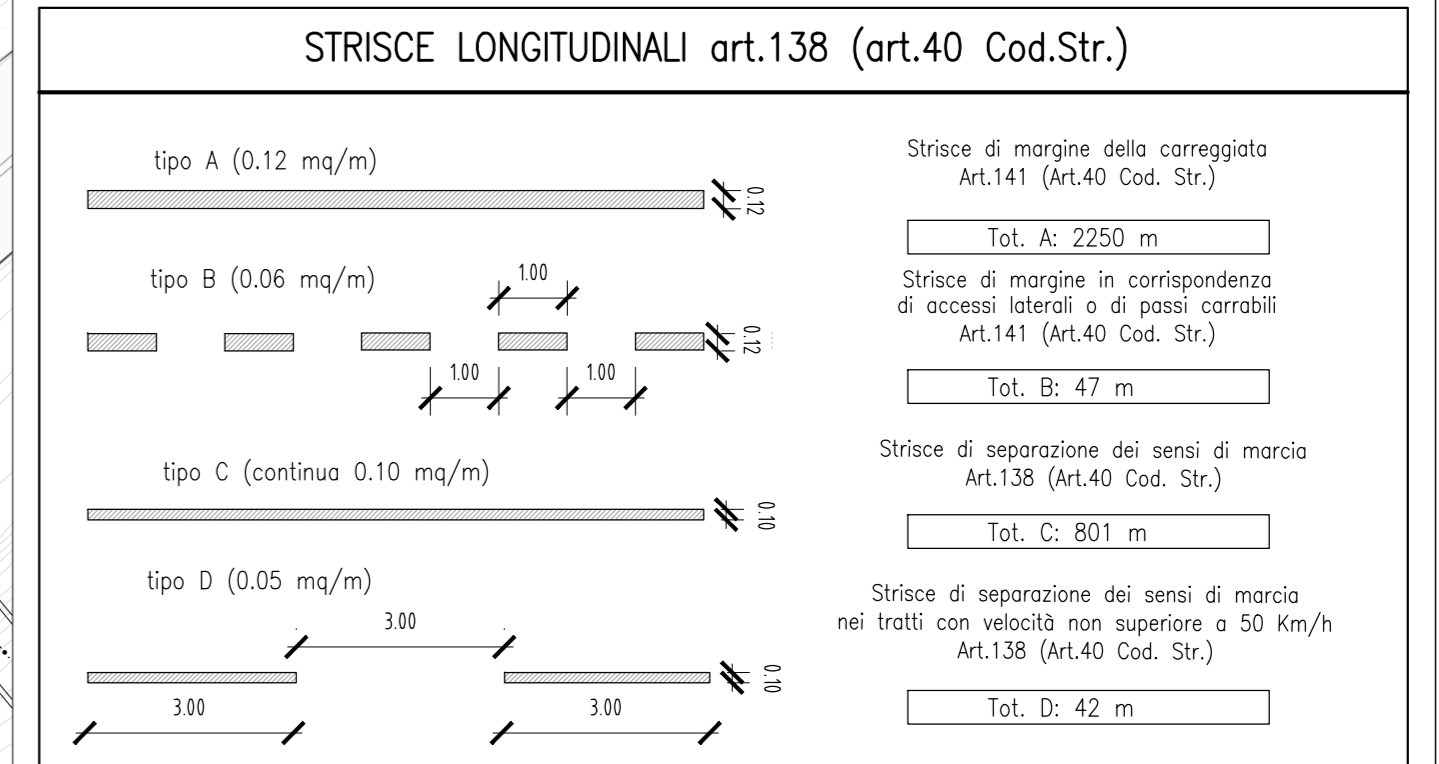 STRISCE LONGITUDINALI art.138 (art.40 Cod.Str.)
tipo A (0.12 mq/m)
0.12
Strisce di margine della carreggiata
Art.141 (Art.40 Cod. Str.)
Tot. A: 2250 m
tipo B (0.06 mq/m)
1.00
0.12
1.00
1.00
Strisce di margine in corrispondenza
di accessi laterali o di passi carrabili
Art.141 (Art.40 Cod. Str.)
Tot. B: 47 m
tipo C (continua 0.10 mq/m)
0.10
Strisce di separazione dei sensi di marcia
Art.138 (Art.40 Cod. Str.)
Tot. C: 801 m
tipo D (0.05 mq/m)
3.00
0.10
3.00
3.00
Strisce di separazione dei sensi di marcia
nei tratti con velocità non superiore a 50 Km/h
Art.138 (Art.40 Cod. Str.)
Tot. D: 42 m